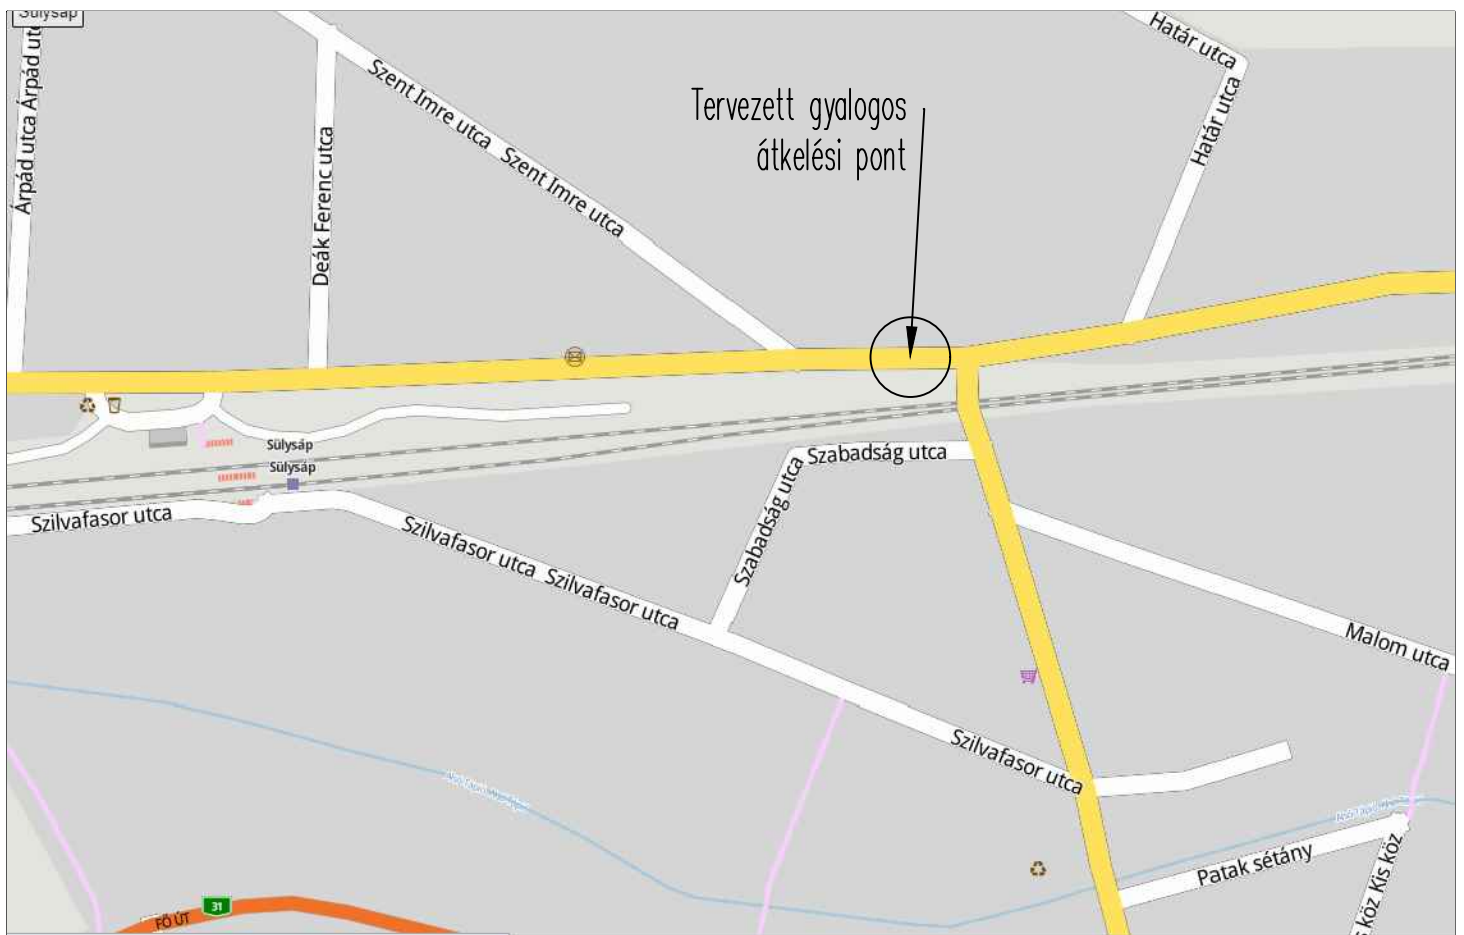 Sülysáp
Árpád utca Árpád utc
Deák Ferenc utca
Szent Imre utca Szent Imre utca
Határ utca
Határ utca
Tervezett gyalogos
átkelési pont
Sülysáp
Sülysáp
Szilvafasor utca
Szilvafasor utca Szilvafasor utca
Szabadság utca
Szabadság utca
Malom utca
Szilvafasor utca
Patak sétány
s köz Kis köz
31
FŐ ÚT